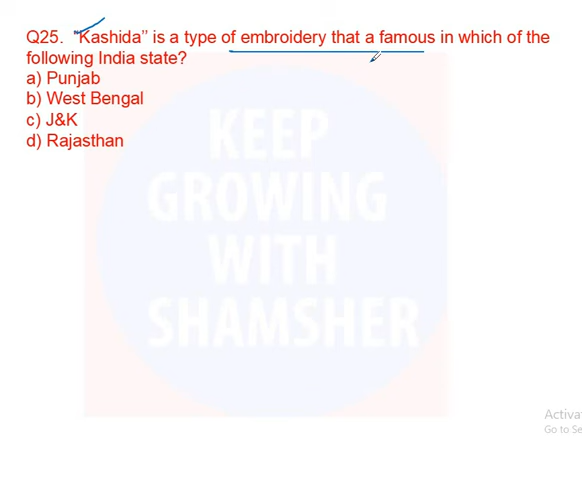 Q25. "Kashida” is a type of embroidery that a famous in which of the
following India state?
a) Punjab
b) West Bengal
c) J&K
d) Rajasthan
KEEP
GROWING
WITH
SHAMSHER
Activa
Go to Se